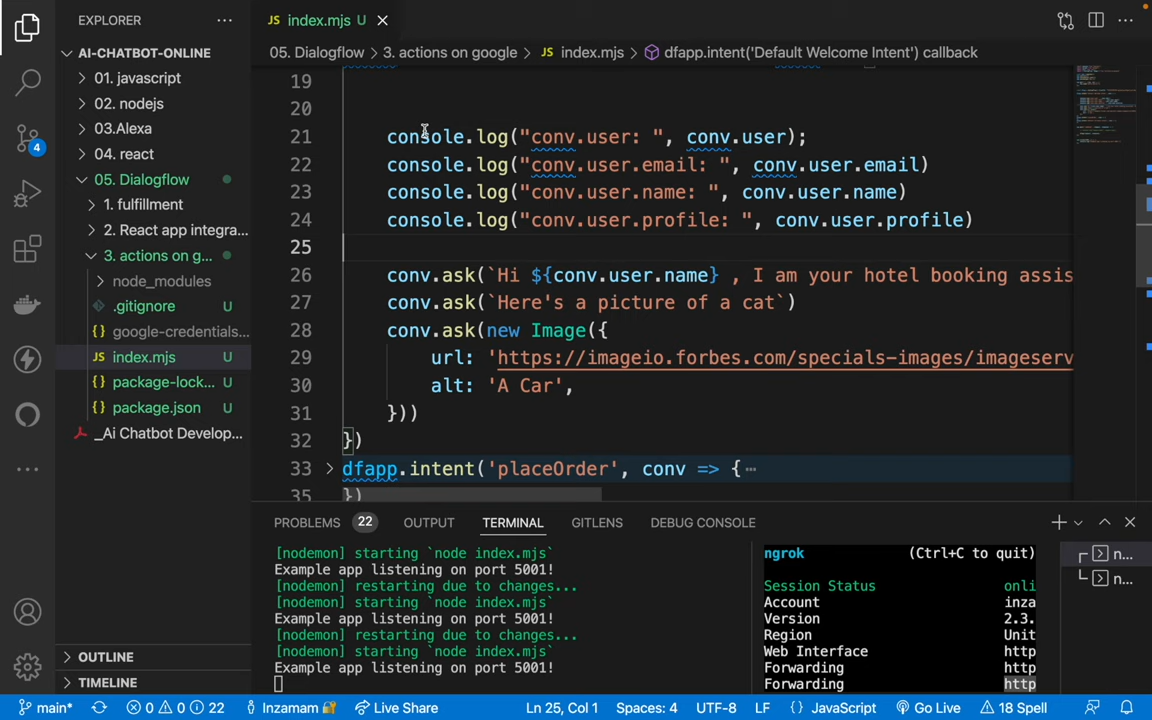 EXPLORER
AI-CHATBOT-ONLINE
01. javascript
02. nodejs
03.Alexa
04. react
05. Dialogflow
1. fulfillment
2. React app integra...
3. actions on g...
node_modules
.gitignore U
{} google-credentials...
JS index.mjs U
{} package-lock... U
{} package.json U
_Ai Chatbot Develop...
OUTLINE
TIMELINE
4
JS index.mjs U
05. Dialogflow > 3. actions on google > JS index.mjs > dfapp.intent('Default Welcome Intent') callback
19
20
21 console.log("conv.user: ", conv.user);
22 console.log("conv.user.email: ", conv.user.email)
23 console.log("conv.user.name: ", conv.user.name)
24 console.log("conv.user.profile: ", conv.user.profile)
25
26 conv.ask(`Hi ${conv.user.name} , I am your hotel booking assis
27 conv.ask(`Here's a picture of a cat`)
28 conv.ask(new Image({
29 url: 'https://imageio.forbes.com/specials-images/imageserv
30 alt: 'A Car',
31 }))
32 })
33 dfapp.intent('placeOrder', conv => {…
35 })
PROBLEMS 22 OUTPUT TERMINAL GITLENS DEBUG CONSOLE
[nodemon] starting `node index.mjs`
Example app listening on port 5001!
[nodemon] restarting due to changes...
[nodemon] starting `node index.mjs`
Example app listening on port 5001!
[nodemon] restarting due to changes...
[nodemon] starting `node index.mjs`
Example app listening on port 5001!
ngrok (Ctrl+C to quit)
Session Status onli
Account inza
Version 2.3.
Region Unit
Web Interface http
Forwarding http
Forwarding http
n...
n...
main* 0 0 22 Inzamam Live Share Ln 25, Col 1 Spaces: 4 UTF-8 LF {} JavaScript Go Live 18 Spell